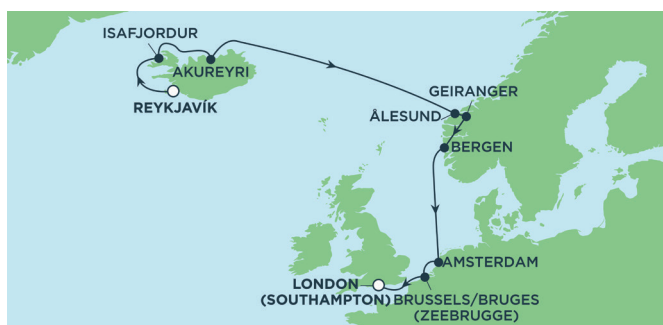 ISAFJORDUR
AKUREYRI
REYKJAVÍK
GEIRANGER
ÅLESUND
BERGEN
AMSTERDAM
LONDON
(SOUTHAMPTON)
BRUSSELS/BRUGES
(ZEEBRUGGE)